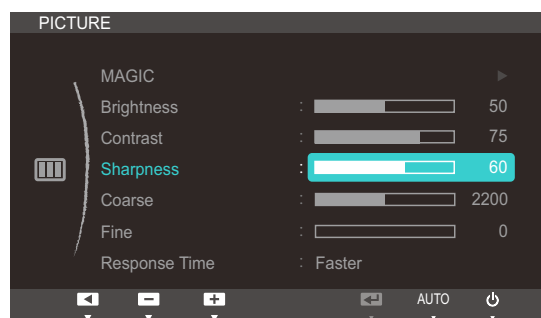 PICTURE
MAGIC
Brightness : 50
Contrast : 75
Sharpness : 60
Coarse : 2200
Fine : 0
Response Time : Faster
AUTO